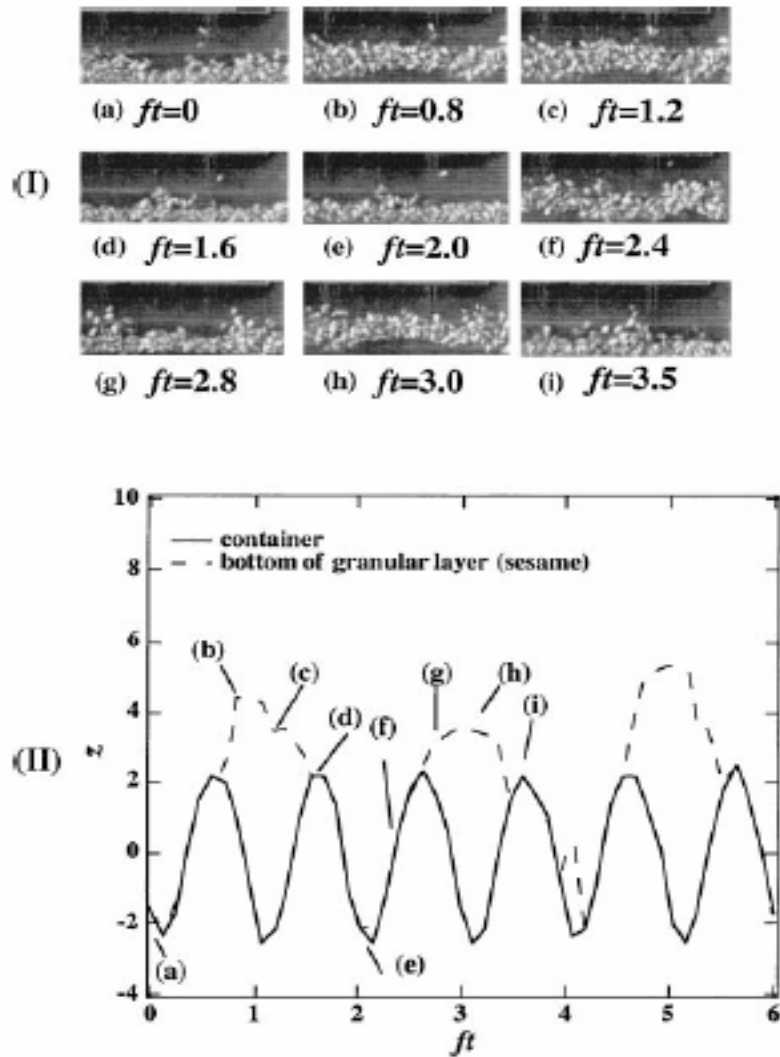 (a) ft=0
(b) ft=0.8
(c) ft=1.2
(I)
(d) ft=1.6
(e) ft=2.0
(f) ft=2.4
(g) ft=2.8
(h) ft=3.0
(i) ft=3.5
(II)
z
10
8
6
4
2
0
-2
-4
container
bottom of granular layer (sesame)
(b)
(c)
(d)
(f)
(g)
(h)
(i)
(a)
(e)
0 1 2 3 4 5 6
ft